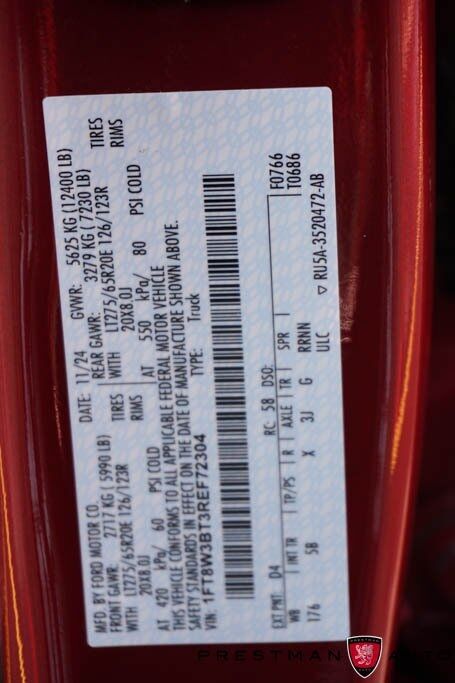 MFD. BY FORD MOTOR CO.
DATE: 11/24 GVWR: 5625 KG (12400 LB)
FRONT GAWR: 2717 KG ( 5990 LB) REAR GAWR: 3279 KG ( 7230 LB)
LT275/65R20E 126/123R TIRES WITH LT275/65R20E 126/123R TIRES
20X8.0J RIMS 20X8.0J RIMS
AT 420 kPa/ 60 PSI COLD AT 550 kPa/ 80 PSI COLD
THIS VEHICLE CONFORMS TO ALL APPLICABLE FEDERAL MOTOR VEHICLE
SAFETY STANDARDS IN EFFECT ON THE DATE OF MANUFACTURE SHOWN ABOVE.
VIN: 1FT8W3BT3REF72304 TYPE: Truck
F0766
T0686
EXT PNT: D4 RC: 58 DSO:
WB INT TR TP/PS R AXLE TR SPR
176 5B X 3J G RRNN
ULC
▽ RU5A-3520472-AB
PRESTMAN AUTO